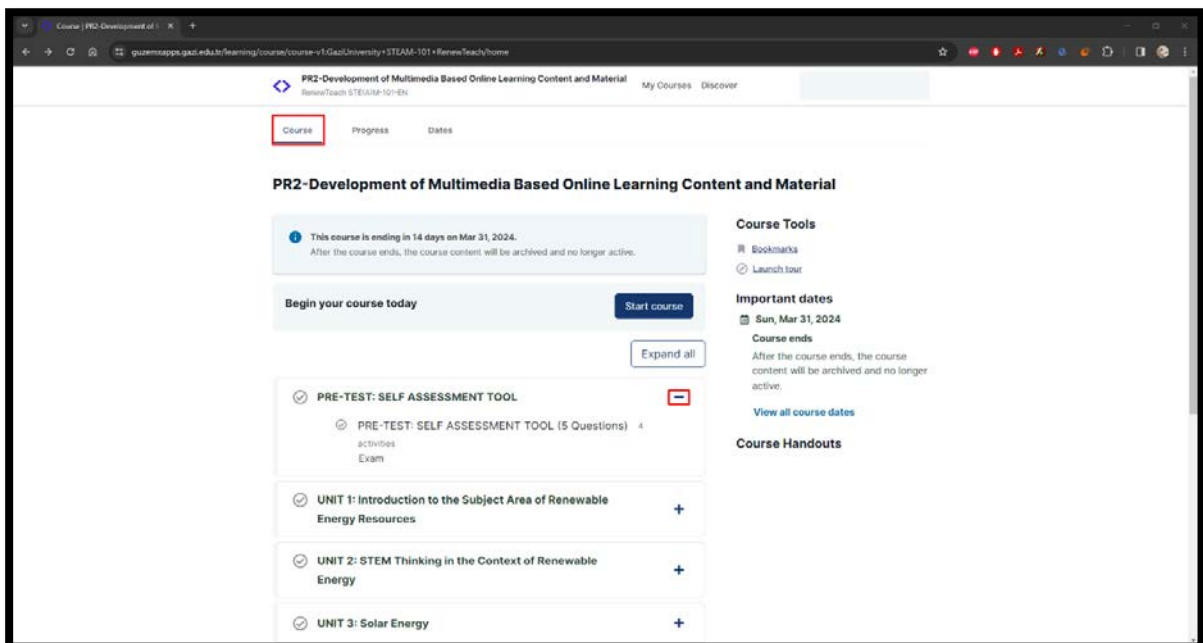 Course | PR2-Development of
guzemxapps.gazi.edu.tr/learning/course/course-v1:GaziUniversity+STEAM-101+RenewTeach/home
PR2-Development of Multimedia Based Online Learning Content and Material
My Courses Discover
Course Progress Dates
PR2-Development of Multimedia Based Online Learning Content and Material
This course is ending in 14 days on Mar 31, 2024.
After the course ends, the course content will be archived and no longer active.
Begin your course today
Start course
Expand all
PRE-TEST: SELF ASSESSMENT TOOL
PRE-TEST: SELF ASSESSMENT TOOL (5 Questions) 4
activities
Exam
UNIT 1: Introduction to the Subject Area of Renewable
Energy Resources
UNIT 2: STEM Thinking in the Context of Renewable
Energy
UNIT 3: Solar Energy
Course Tools
Bookmarks
Launch tour
Important dates
Sun, Mar 31, 2024
Course ends
After the course ends, the course
content will be archived and no longer
active.
View all course dates
Course Handouts